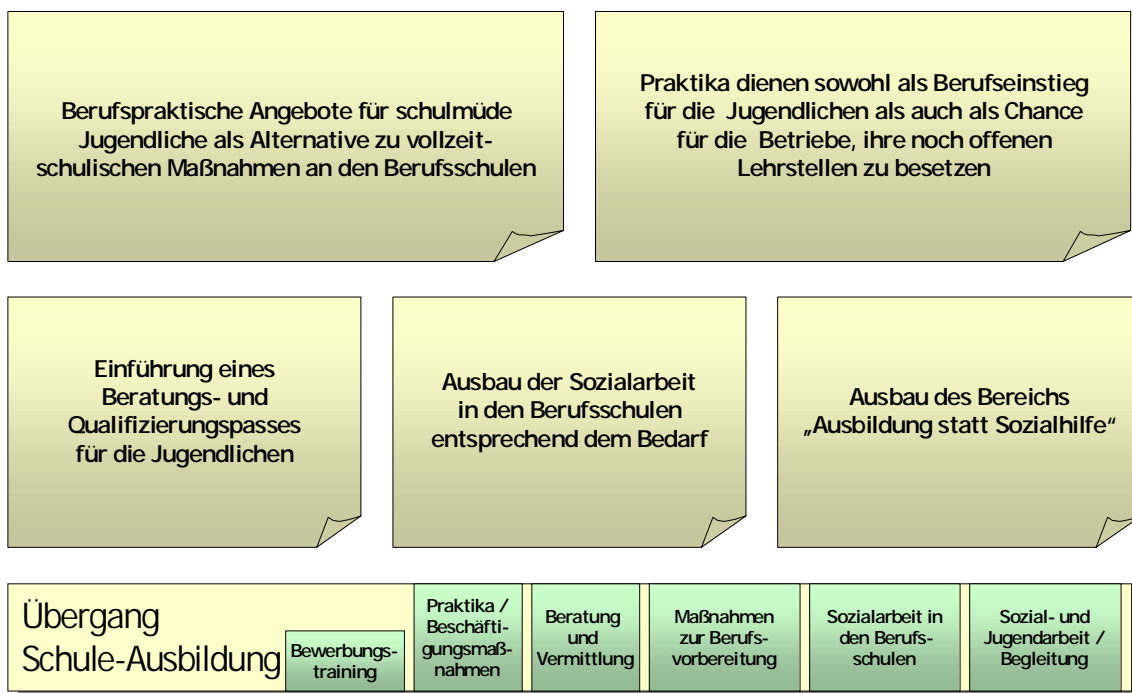 Berufspraktische Angebote für schulmüde
Jugendliche als Alternative zu vollzeit-
schulischen Maßnahmen an den Berufsschulen
Praktika dienen sowohl als Berufseinstieg
für die Jugendlichen als auch als Chance
für die Betriebe, ihre noch offenen
Lehrstellen zu besetzen
Einführung eines
Beratungs- und
Qualifizierungspasses
für die Jugendlichen
Ausbau der Sozialarbeit
in den Berufsschulen
entsprechend dem Bedarf
Ausbau des Bereichs
„Ausbildung statt Sozialhilfe“
Übergang
Schule-Ausbildung
Bewerbungs-
training
Praktika /
Beschäfti-
gungsmaß-
nahmen
Beratung
und
Vermittlung
Maßnahmen
zur Berufs-
vorbereitung
Sozialarbeit in
den Berufs-
schulen
Sozial- und
Jugendarbeit /
Begleitung